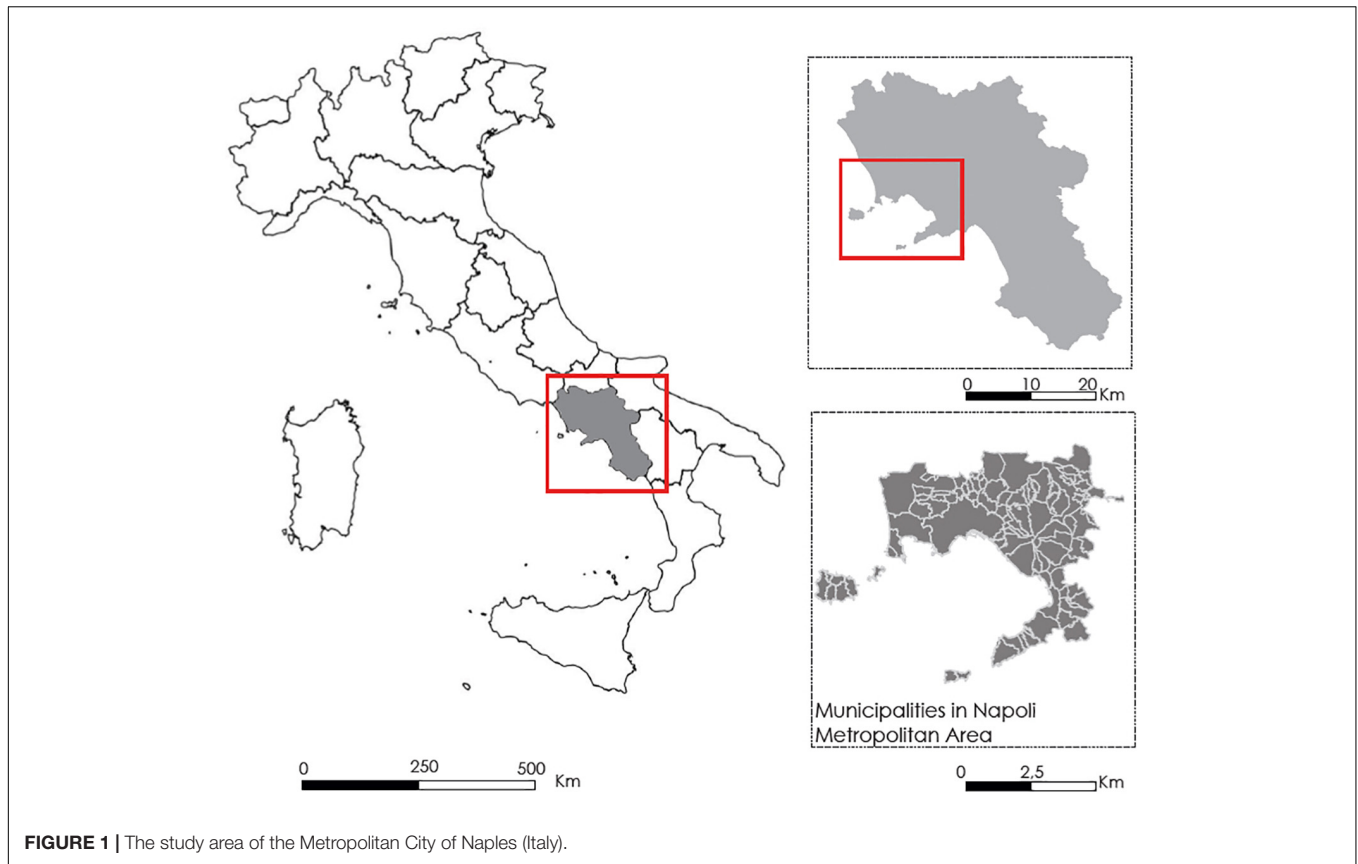 0 10 20 Km
Municipalities in Napoli
Metropolitan Area
0 250 500 Km
0 2,5 Km
FIGURE 1 | The study area of the Metropolitan City of Naples (Italy).